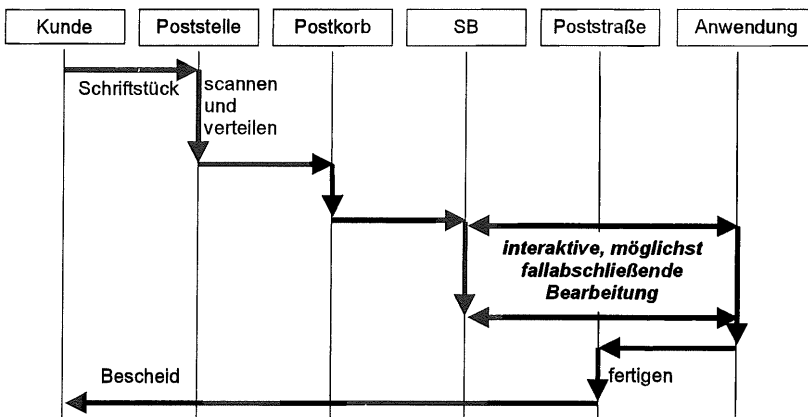 Kunde
Poststelle
Postkorb
SB
Poststraße
Anwendung
Schriftstück
scannen
und
verteilen
interaktive, möglichst
fallabschließende
Bearbeitung
Bescheid
fertigen